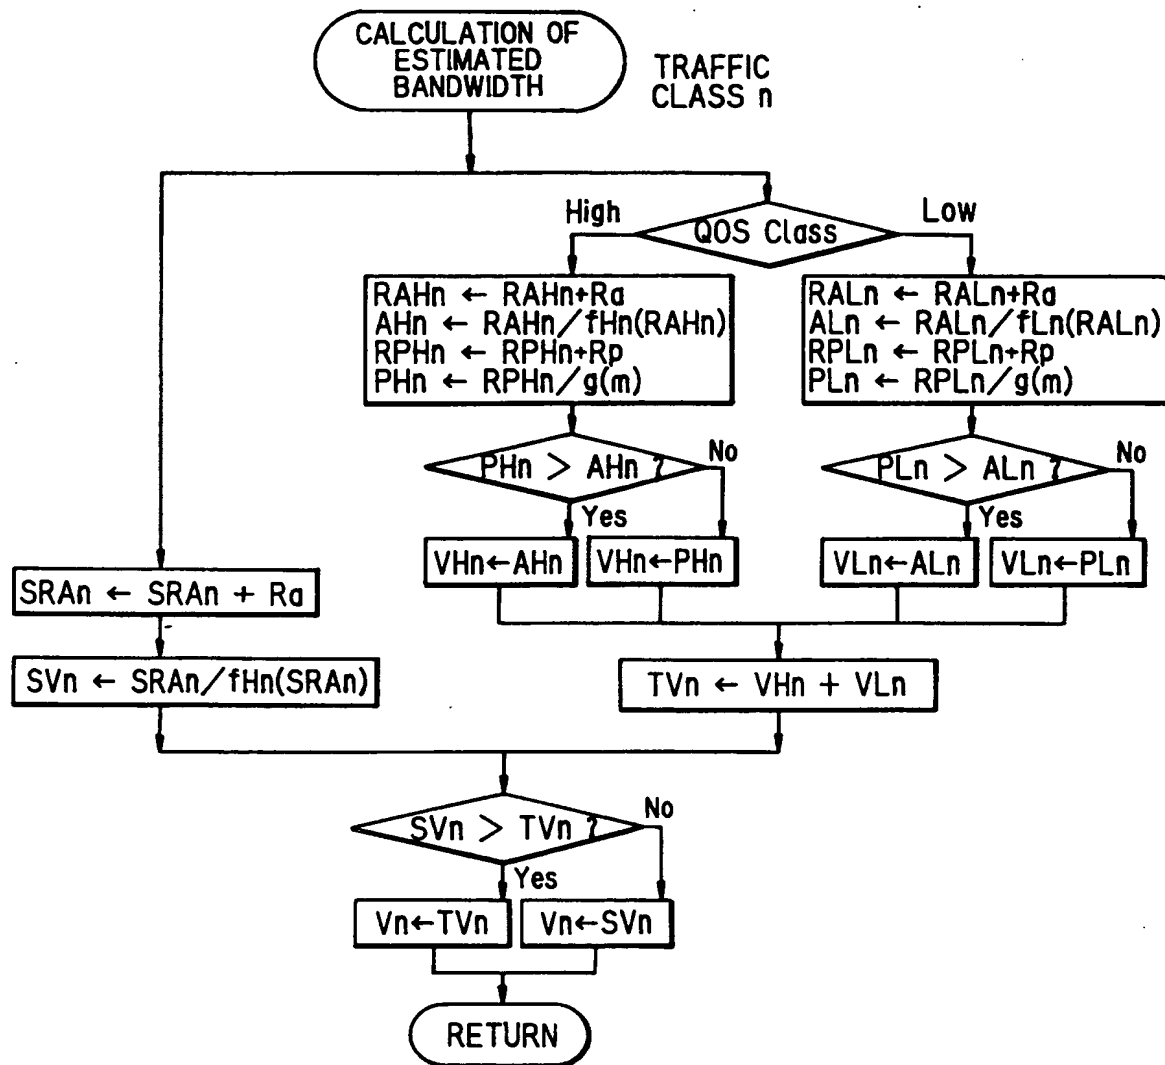 CALCULATION OF
ESTIMATED
BANDWIDTH
TRAFFIC
CLASS n
High
QOS Class
Low
RAHn ← RAHn+Ra
AHn ← RAHn/fHn(RAHn)
RPHn ← RPHn+Rp
PHn ← RPHn/g(m)
RALn ← RALn+Ra
ALn ← RALn/fLn(RALn)
RPLn ← RPLn+Rp
PLn ← RPLn/g(m)
PHn > AHn ?
No
Yes
PLn > ALn ?
No
Yes
VHn←AHn
VHn←PHn
VLn←ALn
VLn←PLn
SRAn ← SRAn + Ra
SVn ← SRAn/fHn(SRAn)
TVn ← VHn + VLn
SVn > TVn ?
No
Yes
Vn←TVn
Vn←SVn
RETURN